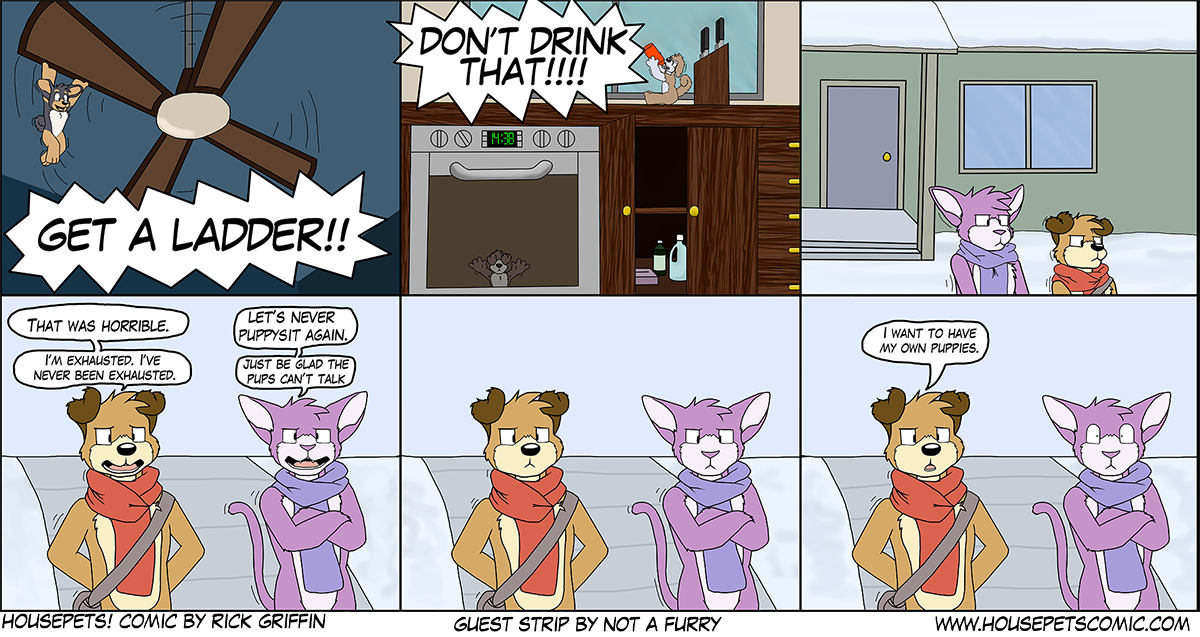 GET A LADDER!!
DON'T DRINK
THAT!!!!
14:38
THAT WAS HORRIBLE.
I'M EXHAUSTED. I'VE
NEVER BEEN EXHAUSTED.
LET'S NEVER
PUPPYSIT AGAIN.
JUST BE GLAD THE
PUPS CAN'T TALK
I WANT TO HAVE
MY OWN PUPPIES.
HOUSEPETS! COMIC BY RICK GRIFFIN
GUEST STRIP BY NOT A FURRY
WWW.HOUSEPETSCOMIC.COM